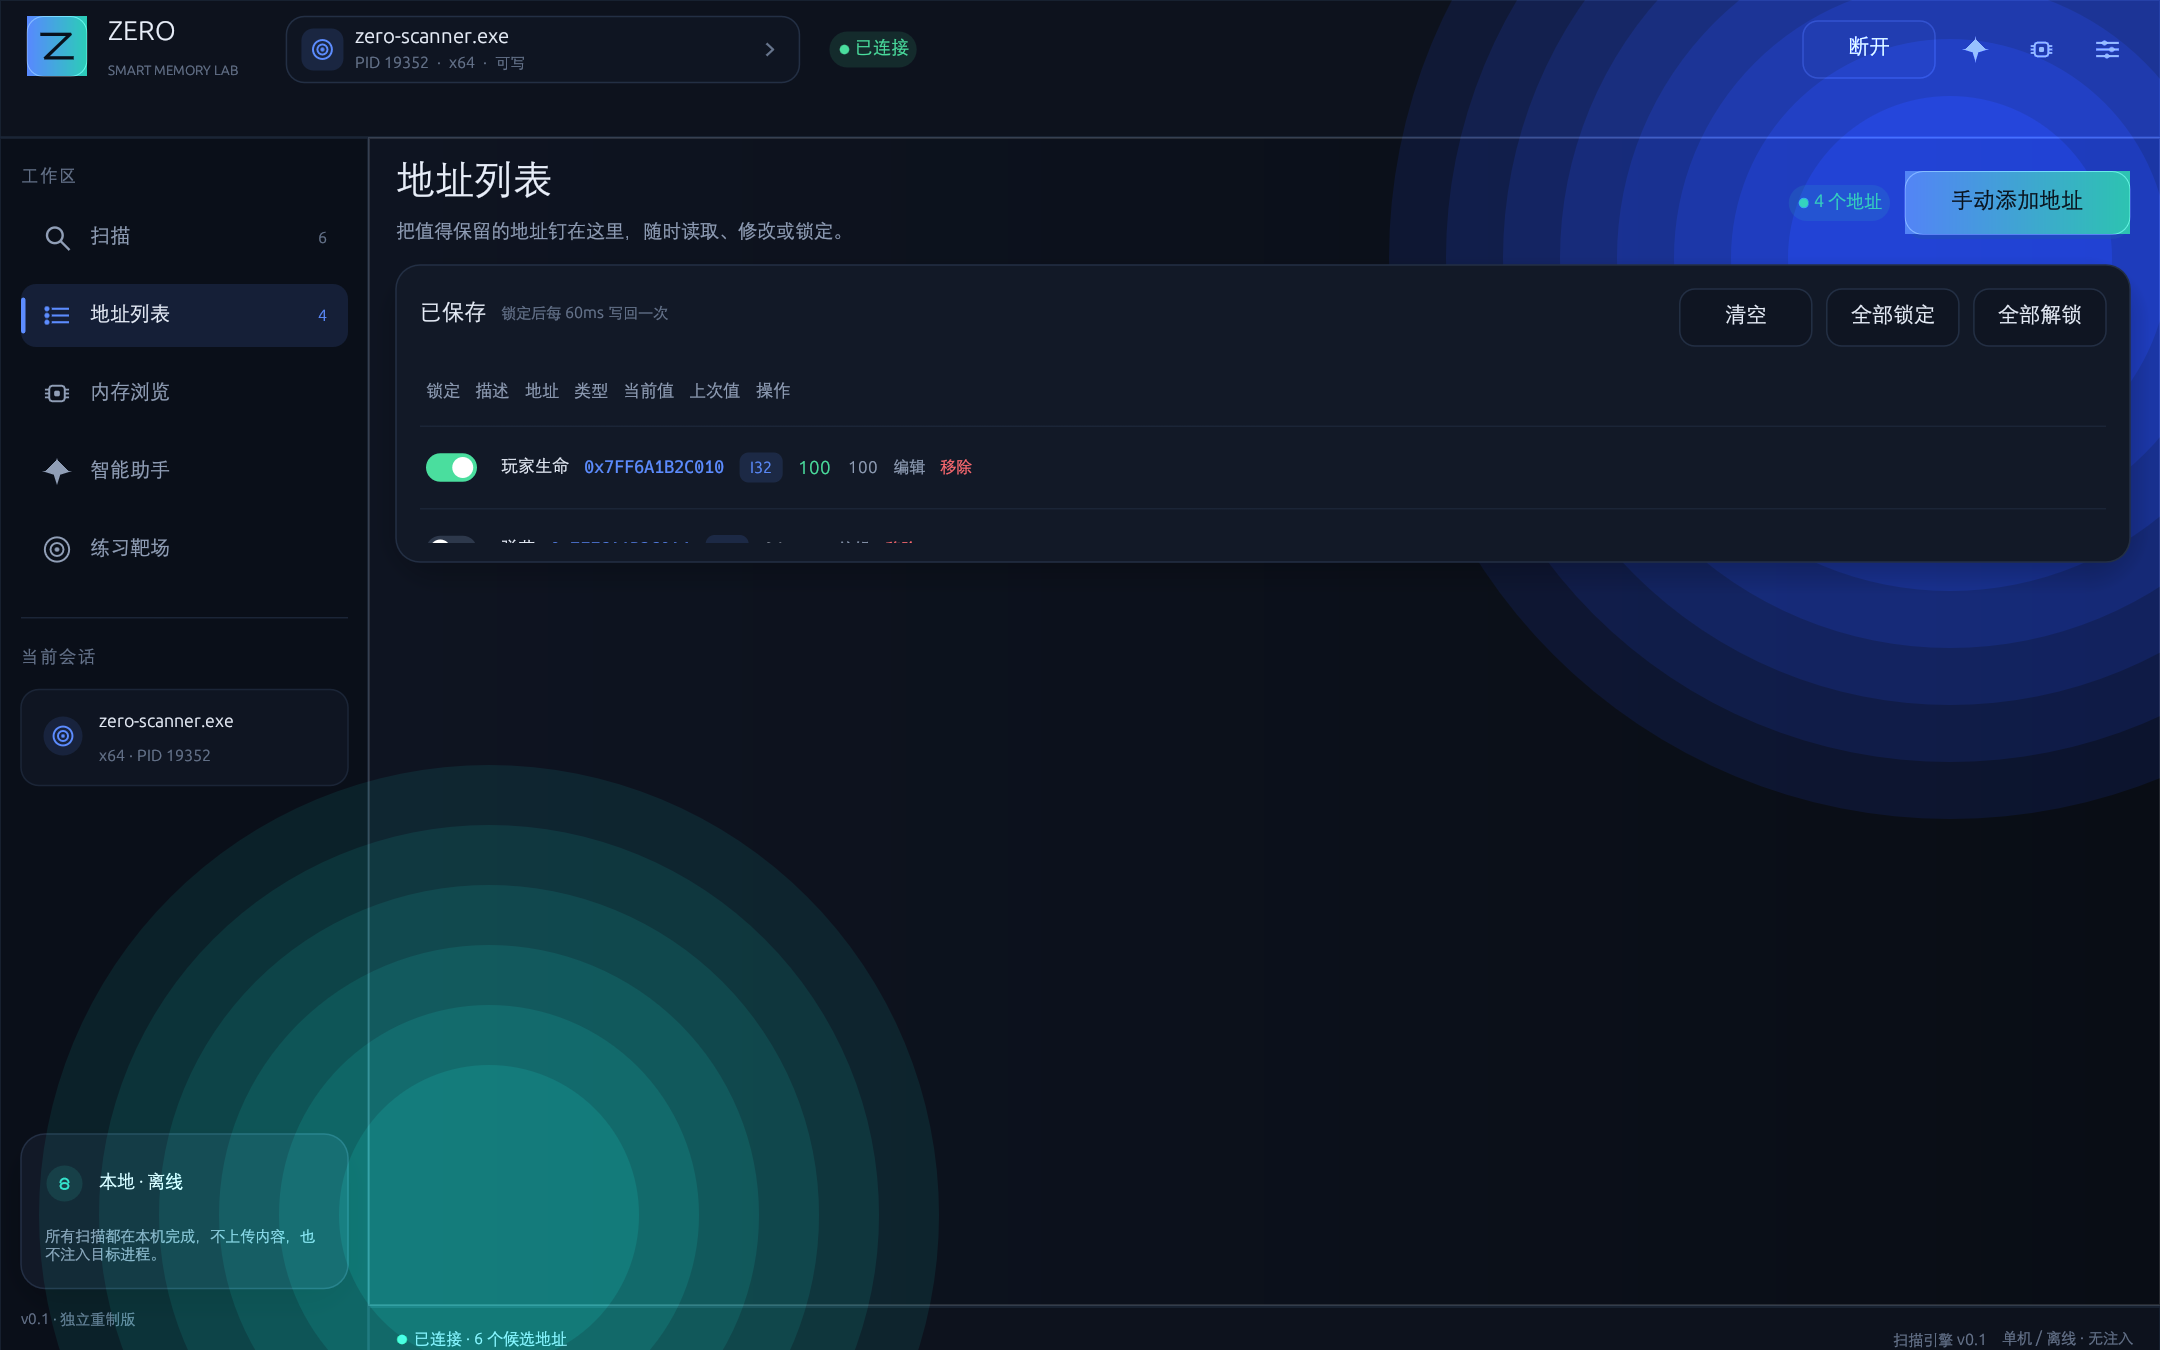 ZERO
SMART MEMORY LAB
zero-scanner.exe
PID 19352 · x64 · 可写
已连接
断开
工作区
扫描 6
地址列表 4
内存浏览
智能助手
练习靶场
当前会话
zero-scanner.exe
x64 · PID 19352
本地 · 离线
所有扫描都在本机完成，不上传内容，也
不注入目标进程。
v0.1 · 独立重制版
地址列表
把值得保留的地址钉在这里，随时读取、修改或锁定。
4 个地址
手动添加地址
已保存 锁定后每 60ms 写回一次
清空 全部锁定 全部解锁
锁定 描述 地址 类型 当前值 上次值 操作
玩家生命 0x7FF6A1B2C010 I32 100 100 编辑 移除
已连接 · 6 个候选地址
扫描引擎 v0.1 单机 / 离线 · 无注入